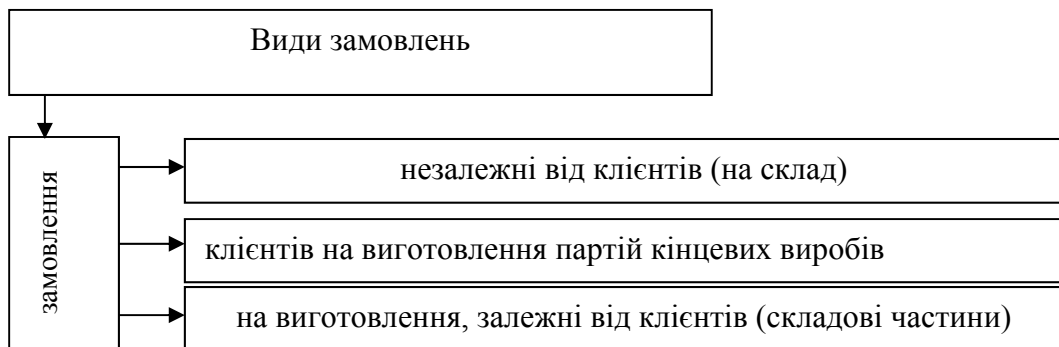 Види замовлень
замовлення
незалежні від клієнтів (на склад)
клієнтів на виготовлення партій кінцевих виробів
на виготовлення, залежні від клієнтів (складові частини)